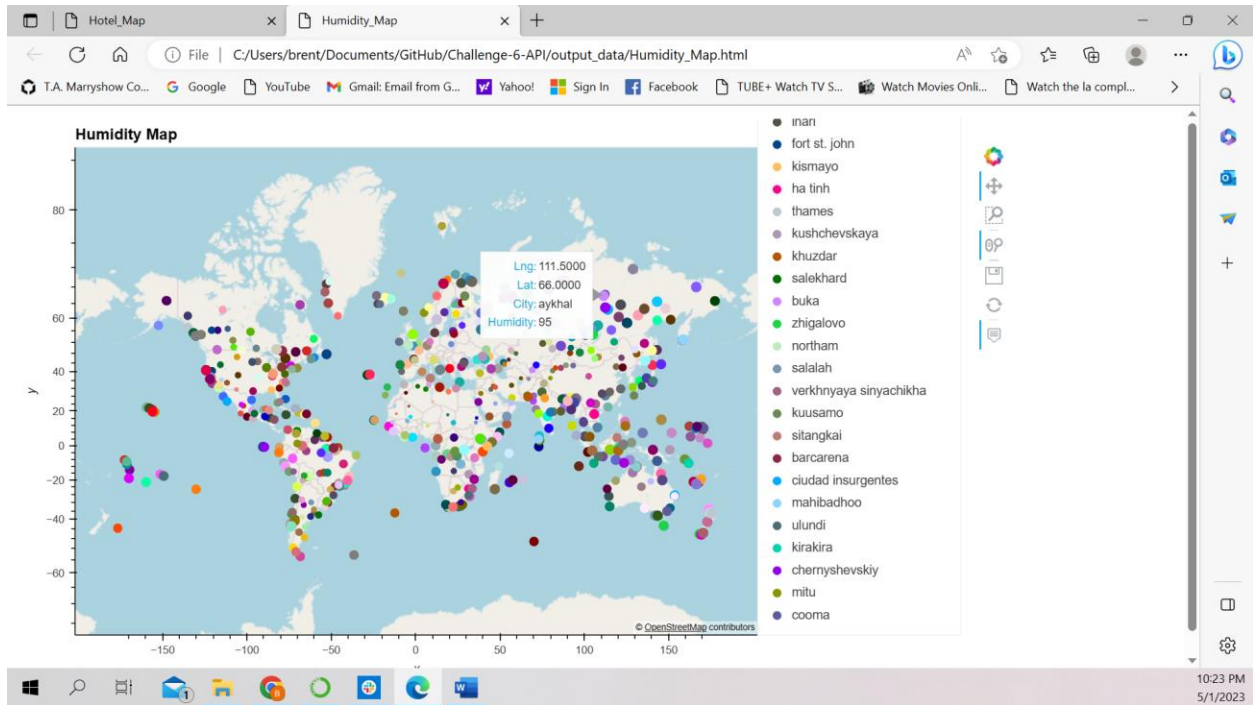 Hotel_Map
Humidity_Map
File | C:/Users/brent/Documents/GitHub/Challenge-6-API/output_data/Humidity_Map.html
T.A. Marryshow Co... Google YouTube Gmail: Email from G... Yahoo! Sign In Facebook TUBE+ Watch TV S... Watch Movies Onli... Watch the la compl...
Humidity Map
80
60
40
20
0
−20
−40
−60
y
−150 −100 −50 0 50 100 150
Lng: 111.5000
Lat: 66.0000
City: aykhal
Humidity: 95
© OpenStreetMap contributors
inari
fort st. john
kismayo
ha tinh
thames
kushchevskaya
khuzdar
salekhard
buka
zhigalovo
northam
salalah
verkhnyaya sinyachikha
kuusamo
sitangkai
barcarena
ciudad insurgentes
mahibadhoo
ulundi
kirakira
chernyshevskiy
mitu
cooma
1
10:23 PM
5/1/2023